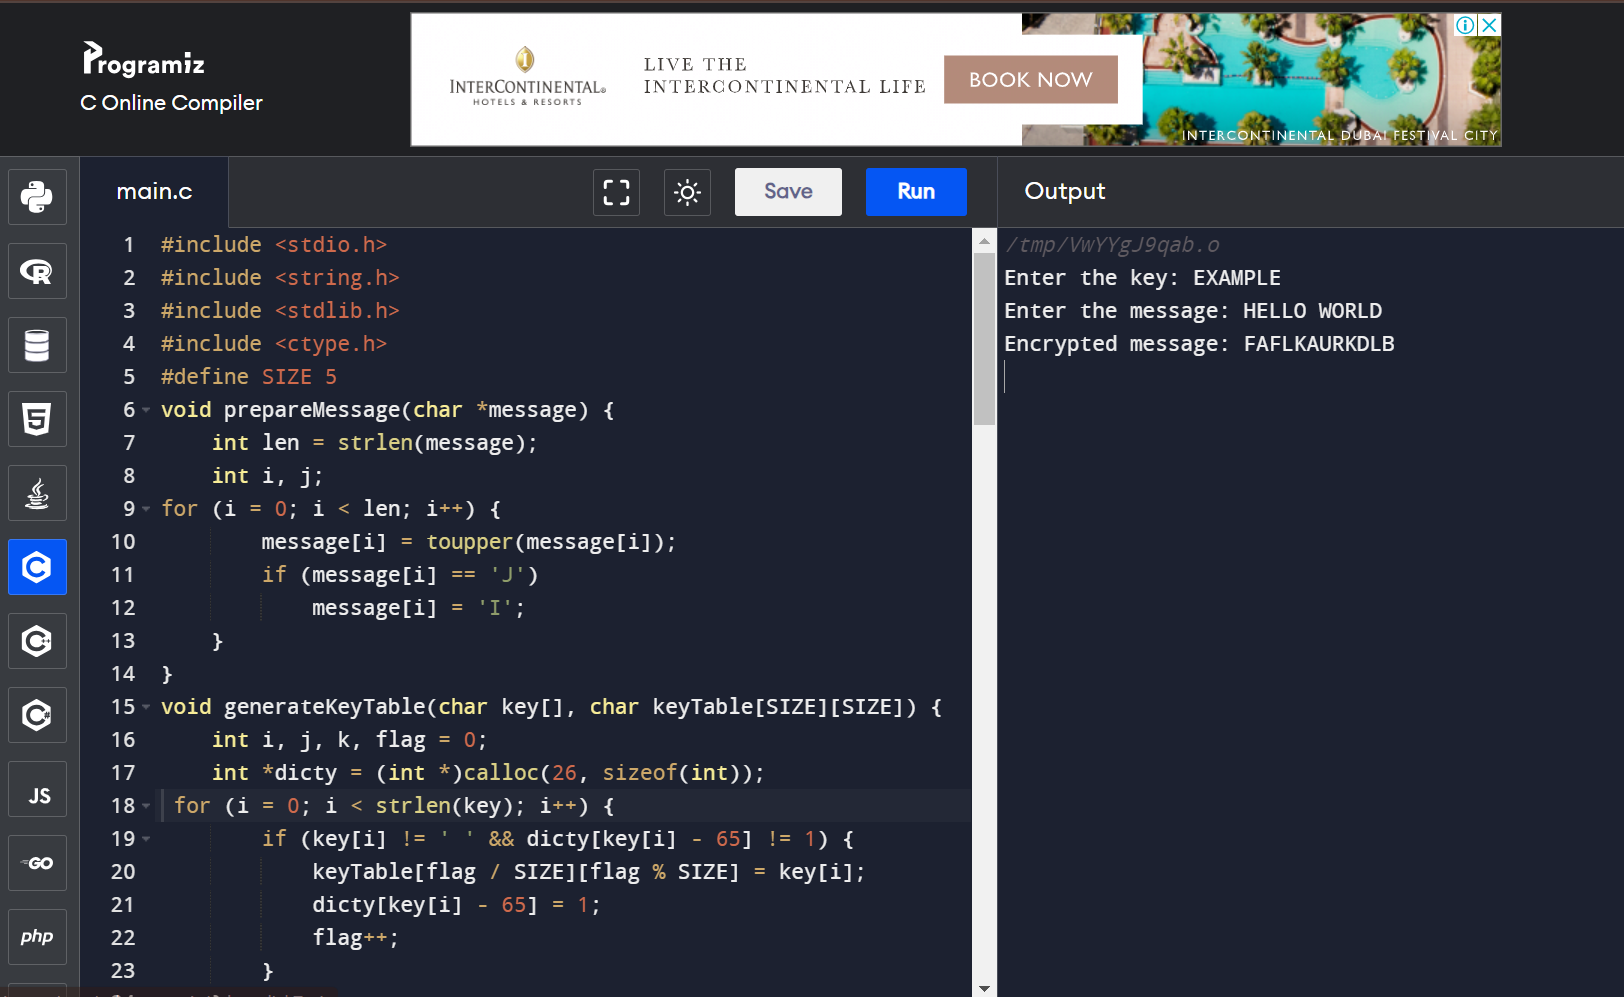 Programiz
C Online Compiler
INTERCONTINENTAL®
HOTELS & RESORTS
LIVE THE
INTERCONTINENTAL LIFE
BOOK NOW
INTERCONTINENTAL DUBAI FESTIVAL CITY
main.c
Save
Run
Output
1 #include <stdio.h>
2 #include <string.h>
3 #include <stdlib.h>
4 #include <ctype.h>
5 #define SIZE 5
6 void prepareMessage(char *message) {
7     int len = strlen(message);
8     int i, j;
9 for (i = 0; i < len; i++) {
10         message[i] = toupper(message[i]);
11         if (message[i] == 'J')
12             message[i] = 'I';
13     }
14 }
15 void generateKeyTable(char key[], char keyTable[SIZE][SIZE]) {
16     int i, j, k, flag = 0;
17     int *dicty = (int *)calloc(26, sizeof(int));
18  for (i = 0; i < strlen(key); i++) {
19         if (key[i] != ' ' && dicty[key[i] - 65] != 1) {
20             keyTable[flag / SIZE][flag % SIZE] = key[i];
21             dicty[key[i] - 65] = 1;
22             flag++;
23         }
/tmp/VwYYgJ9qab.o
Enter the key: EXAMPLE
Enter the message: HELLO WORLD
Encrypted message: FAFLKAURKDLB
R
5
C
C++
C#
JS
GO
php